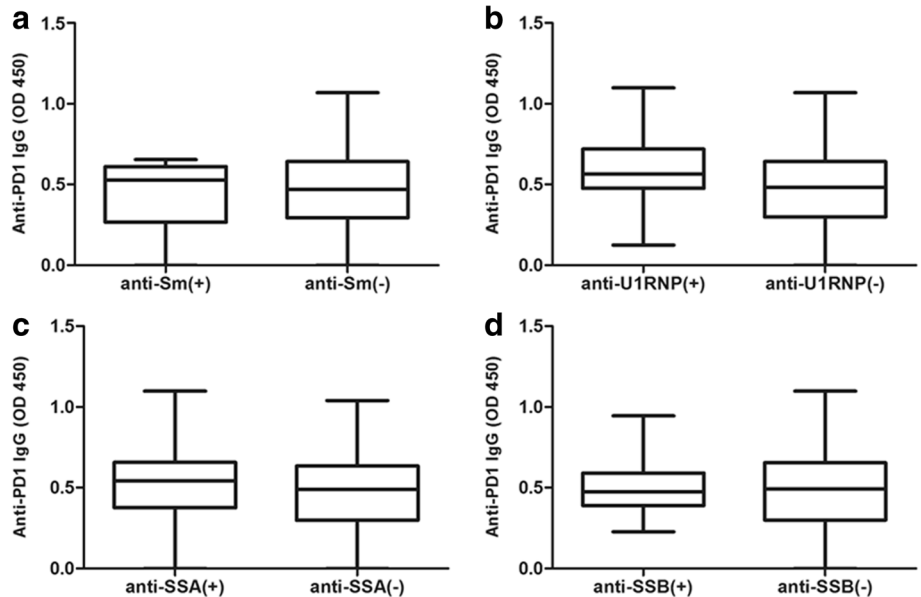 a
Anti-PD1 IgG (OD 450)
1.5
1.0
0.5
0.0
anti-Sm(+) anti-Sm(-)
b
Anti-PD1 IgG (OD 450)
1.5
1.0
0.5
0.0
anti-U1RNP(+) anti-U1RNP(-)
c
Anti-PD1 IgG (OD 450)
1.5
1.0
0.5
0.0
anti-SSA(+) anti-SSA(-)
d
Anti-PD1 IgG (OD 450)
1.5
1.0
0.5
0.0
anti-SSB(+) anti-SSB(-)